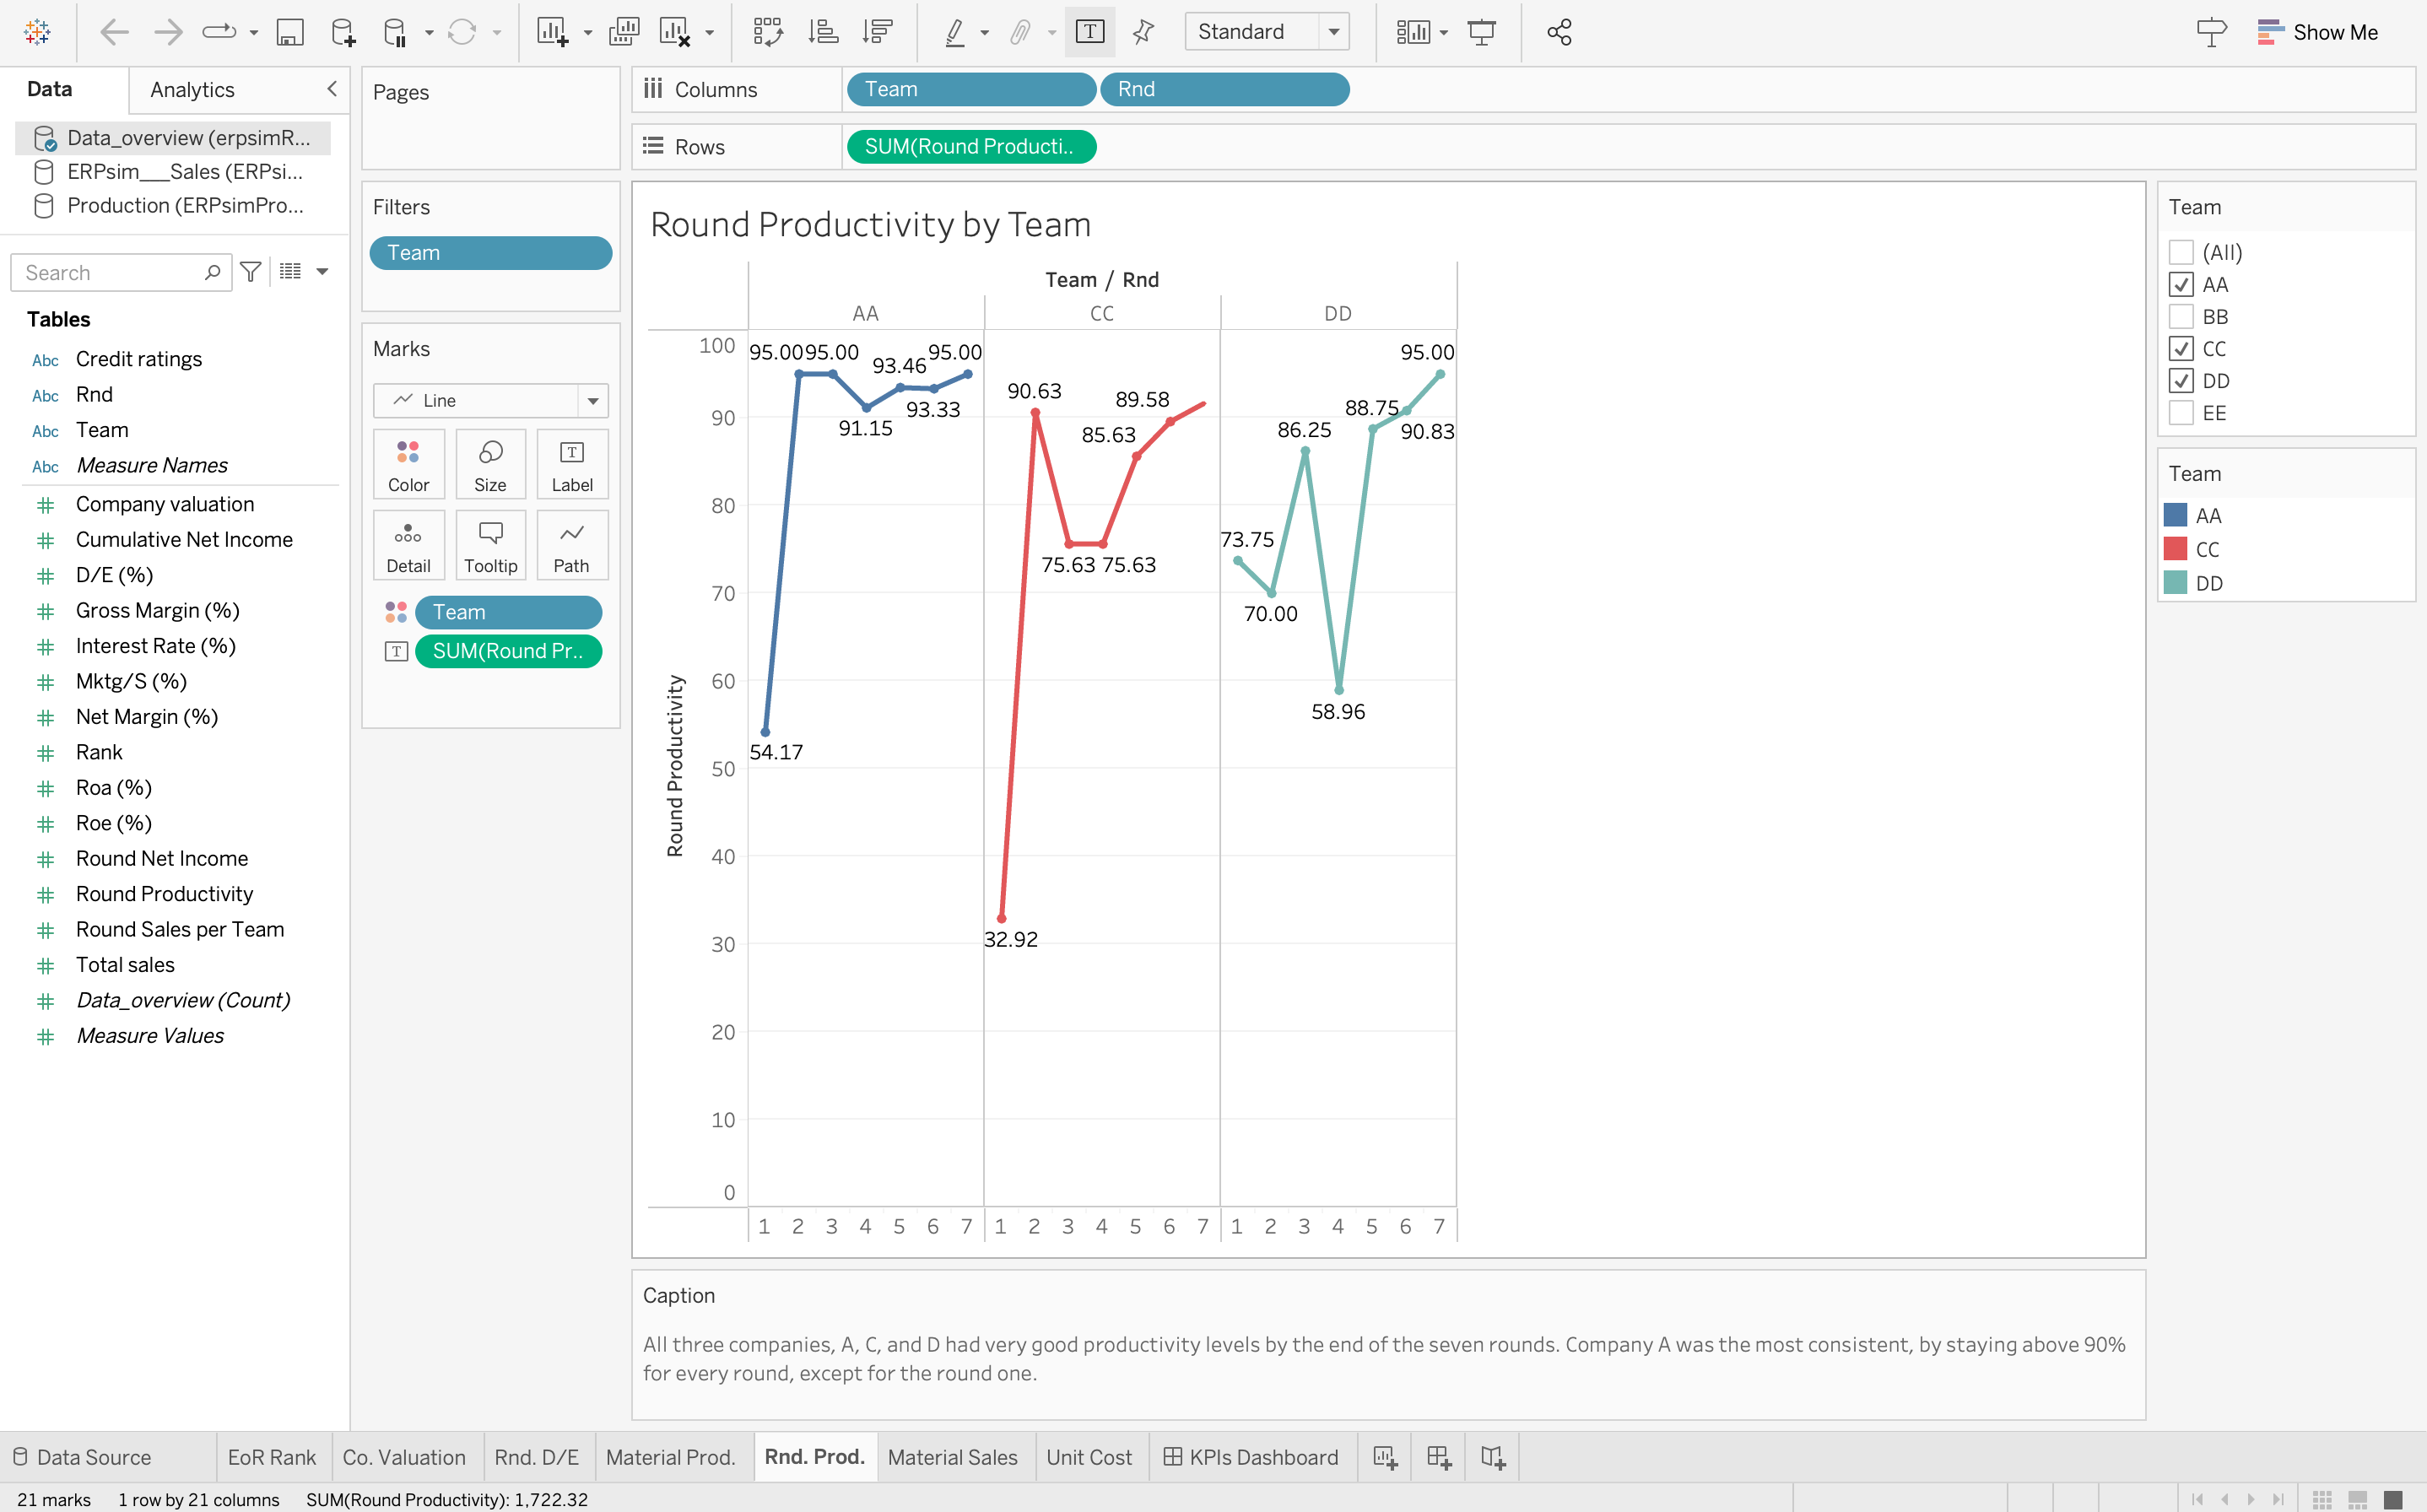 Standard
Show Me
Data
Analytics
Data_overview (erpsimR...
ERPsim___Sales (ERPsi...
Production (ERPsimPro...
Search
Tables
Abc Credit ratings
Abc Rnd
Abc Team
Abc Measure Names
Company valuation
Cumulative Net Income
D/E (%)
Gross Margin (%)
Interest Rate (%)
Mktg/S (%)
Net Margin (%)
Rank
Roa (%)
Roe (%)
Round Net Income
Round Productivity
Round Sales per Team
Total sales
Data_overview (Count)
Measure Values
Pages
Filters
Team
Marks
Line
Color Size Label
Detail Tooltip Path
Team
SUM(Round Pr..
Columns Team Rnd
Rows SUM(Round Producti..
Round Productivity by Team
Team / Rnd
AA CC DD
Round Productivity
100
90
80
70
60
50
40
30
20
10
0
95.00 95.00 93.46 95.00
91.15 93.33
54.17
90.63 89.58
85.63
75.63 75.63
32.92
95.00
88.75
86.25 90.83
73.75
70.00
58.96
1 2 3 4 5 6 7 1 2 3 4 5 6 7 1 2 3 4 5 6 7
Caption
All three companies, A, C, and D had very good productivity levels by the end of the seven rounds. Company A was the most consistent, by staying above 90%
for every round, except for the round one.
Team
(All)
AA
BB
CC
DD
EE
Team
AA
CC
DD
Data Source EoR Rank Co. Valuation Rnd. D/E Material Prod. Rnd. Prod. Material Sales Unit Cost KPIs Dashboard
21 marks 1 row by 21 columns SUM(Round Productivity): 1,722.32